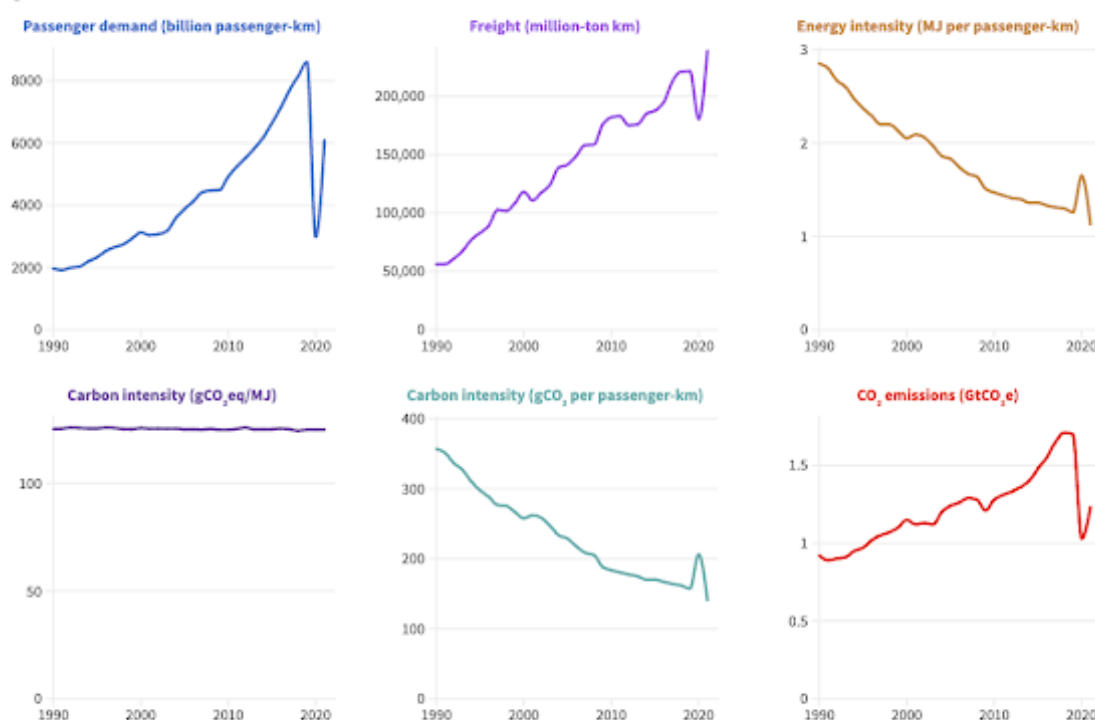 Passenger demand (billion passenger-km)
8000
6000
4000
2000
0
1990 2000 2010 2020
Freight (million-ton km)
200,000
150,000
100,000
50,000
0
1990 2000 2010 2020
Energy intensity (MJ per passenger-km)
3
2
1
0
1990 2000 2010 2020
Carbon intensity (gCO₂eq/MJ)
100
50
0
1990 2000 2010 2020
Carbon intensity (gCO₂ per passenger-km)
400
300
200
100
0
1990 2000 2010 2020
CO₂ emissions (GtCO₂e)
1.5
1
0.5
0
1990 2000 2010 2020